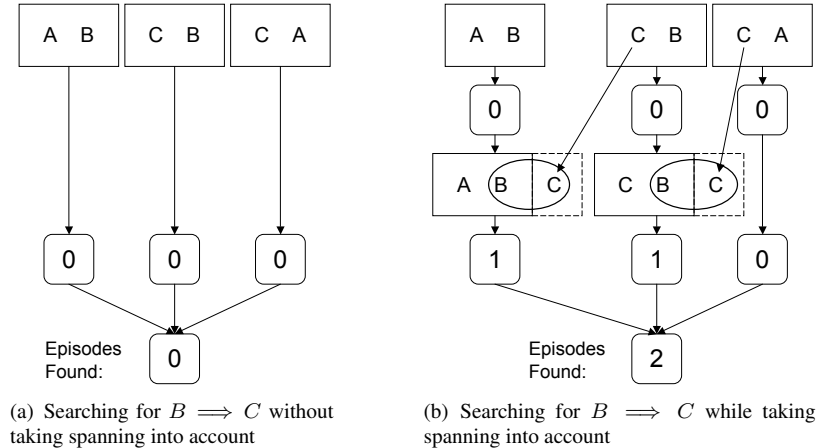 A B
C B
C A
0
0
0
Episodes
Found:
0
(a) Searching for B ⟹ C without
taking spanning into account
A B
C B
C A
0
0
0
A B C
C B C
1
1
0
Episodes
Found:
2
(b) Searching for B ⟹ C while taking
spanning into account